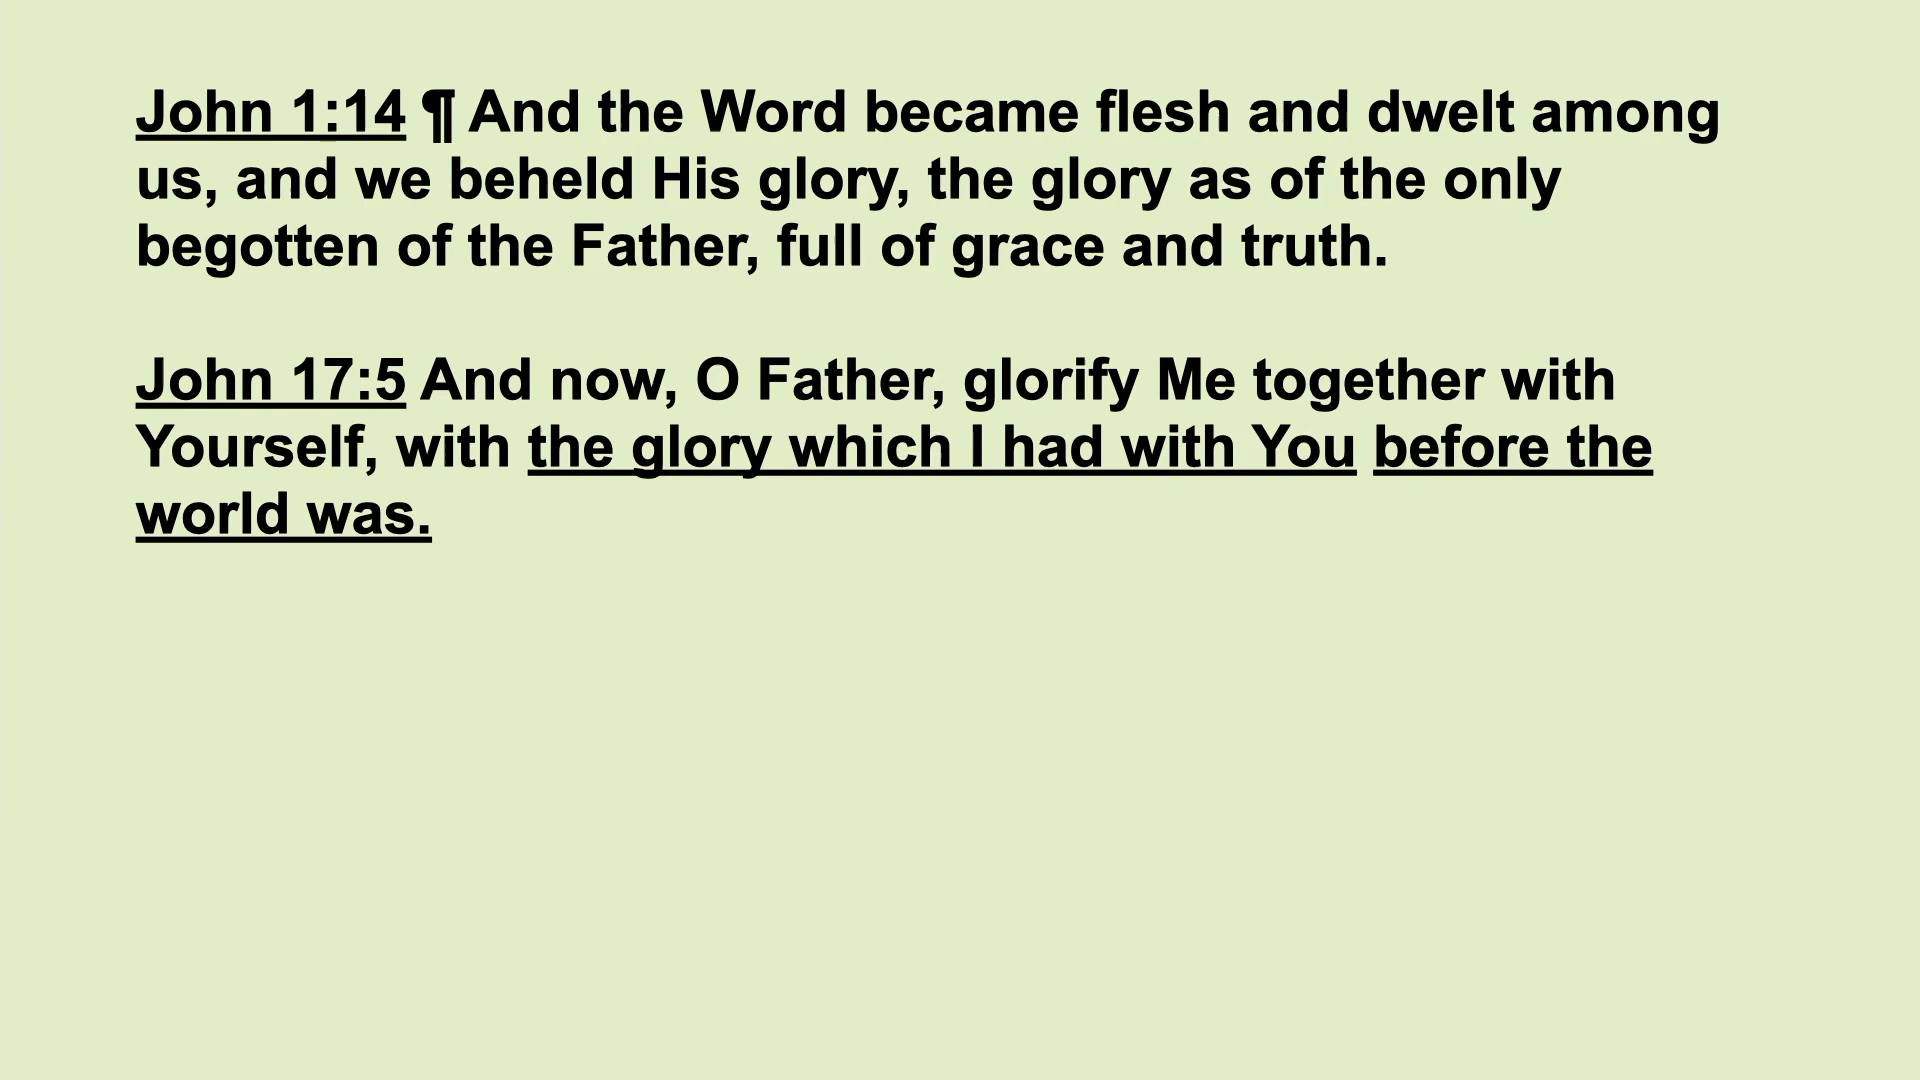 John 1:14 ¶ And the Word became flesh and dwelt among
us, and we beheld His glory, the glory as of the only
begotten of the Father, full of grace and truth.
John 17:5 And now, O Father, glorify Me together with
Yourself, with the glory which I had with You before the
world was.